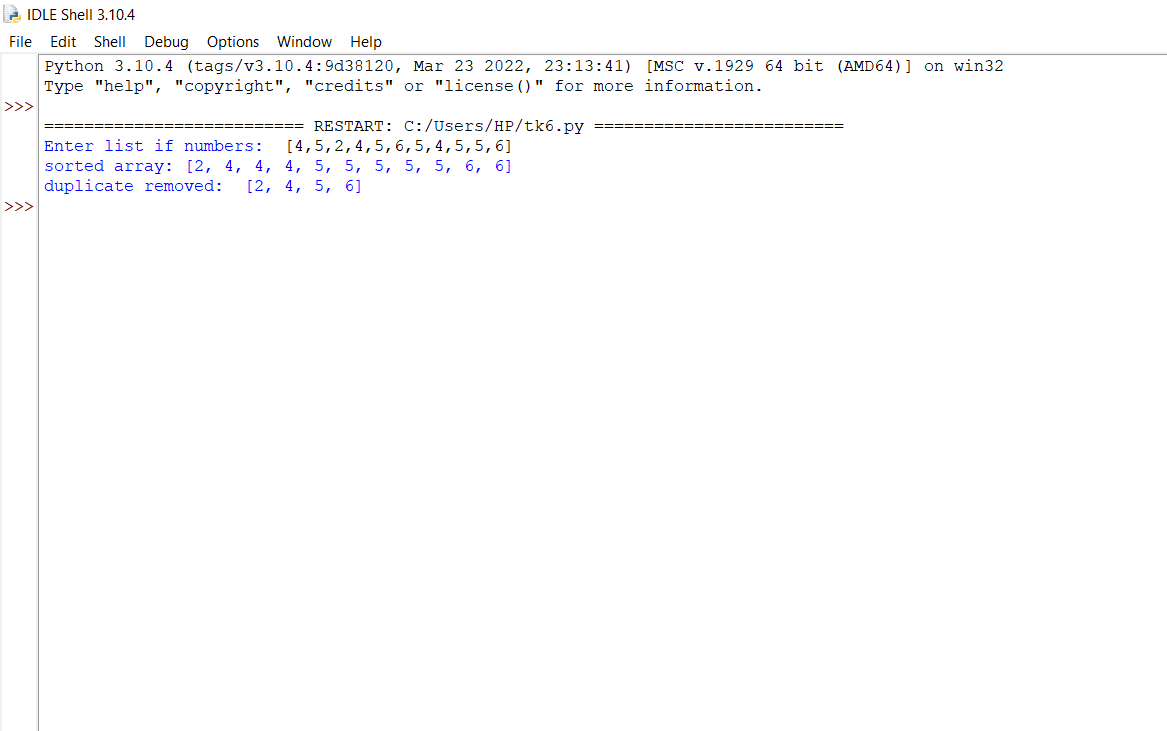 IDLE Shell 3.10.4
File Edit Shell Debug Options Window Help
Python 3.10.4 (tags/v3.10.4:9d38120, Mar 23 2022, 23:13:41) [MSC v.1929 64 bit (AMD64)] on win32
Type "help", "copyright", "credits" or "license()" for more information.
>>>
========================== RESTART: C:/Users/HP/tk6.py =========================
Enter list if numbers:  [4,5,2,4,5,6,5,4,5,5,6]
sorted array: [2, 4, 4, 4, 5, 5, 5, 5, 5, 6, 6]
duplicate removed:  [2, 4, 5, 6]
>>>